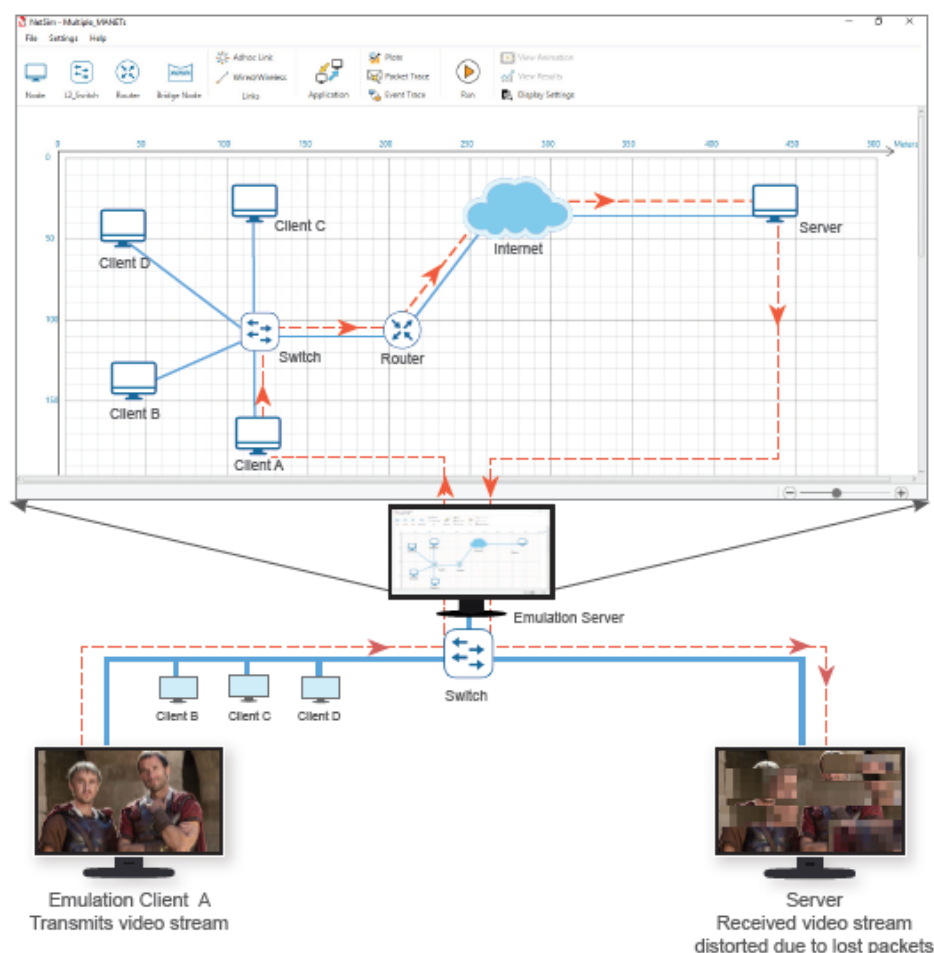 NetSim - Multiple_MANETs
File Settings Help
Adhoc Link
Plots
View Animation
Wired/Wireless
Packet Trace
View Results
Node L2_Switch Router Bridge Node Links Application Event Trace Run Display Settings
0 50 100 150 200 250 300 350 400 450 500 Meters
0
Client C
Server
50
Client D
Internet
100
Switch
Router
Client B
150
Client A
Emulation Server
Switch
Client B Client C Client D
Emulation Client A
Transmits video stream
Server
Received video stream
distorted due to lost packets